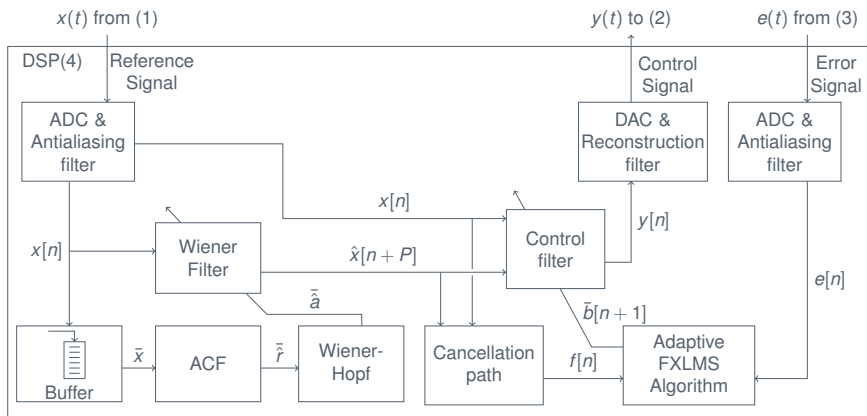 x(t) from (1)
y(t) to (2)
e(t) from (3)
DSP(4)
Reference
Signal
Control
Signal
Error
Signal
ADC &
Antialiasing
filter
DAC &
Reconstruction
filter
ADC &
Antialiasing
filter
x[n]
x[n]
Wiener
Filter
x̂[n + P]
Control
filter
y[n]
e[n]
â̄
b̄[n+1]
Buffer
x̄
ACF
r̂̄
Wiener-
Hopf
Cancellation
path
f[n]
Adaptive
FXLMS
Algorithm